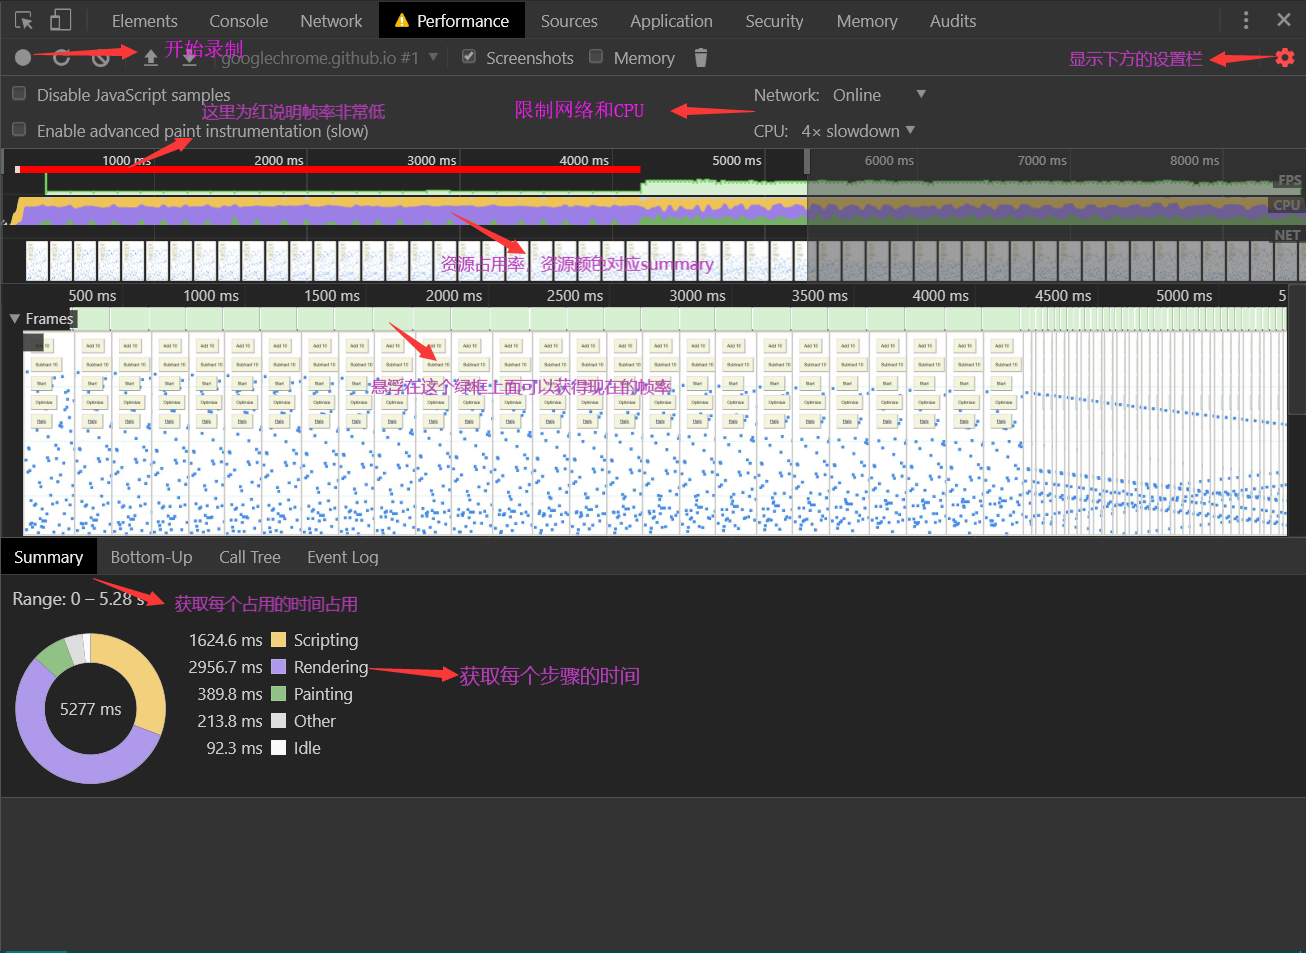 Elements Console Network Performance Sources Application Security Memory Audits
开始录制
googlechrome.github.io #1 Screenshots Memory
显示下方的设置栏
Disable JavaScript samples
Network: Online
这里为红说明帧率非常低
限制网络和CPU
Enable advanced paint instrumentation (slow)
CPU: 4× slowdown
1000 ms 2000 ms 3000 ms 4000 ms 5000 ms 6000 ms 7000 ms 8000 ms
FPS
CPU
NET
资源占用率，资源颜色对应summary
500 ms 1000 ms 1500 ms 2000 ms 2500 ms 3000 ms 3500 ms 4000 ms 4500 ms 5000 ms 5
Frames
Add 10
Subtract 10
Start
悬浮在这个绿框上面可以获得现在的帧率
Optimize
Help
Summary Bottom-Up Call Tree Event Log
Range: 0 – 5.28 s
获取每个占用的时间占用
1624.6 ms Scripting
2956.7 ms Rendering
获取每个步骤的时间
389.8 ms Painting
5277 ms
213.8 ms Other
92.3 ms Idle